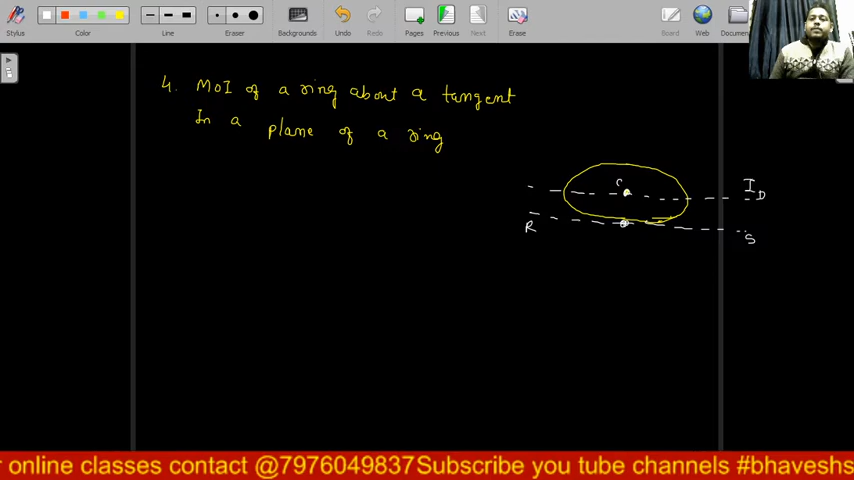 Stylus
Color
Line
Eraser
Backgrounds
Undo
Redo
Pages
Previous
Next
Erase
Board
Web
Documen
4. MOI of a ring about a tangent
In a plane of a ring
C
I D
R
S
r online classes contact @7976049837Subscribe you tube channels #bhaveshs